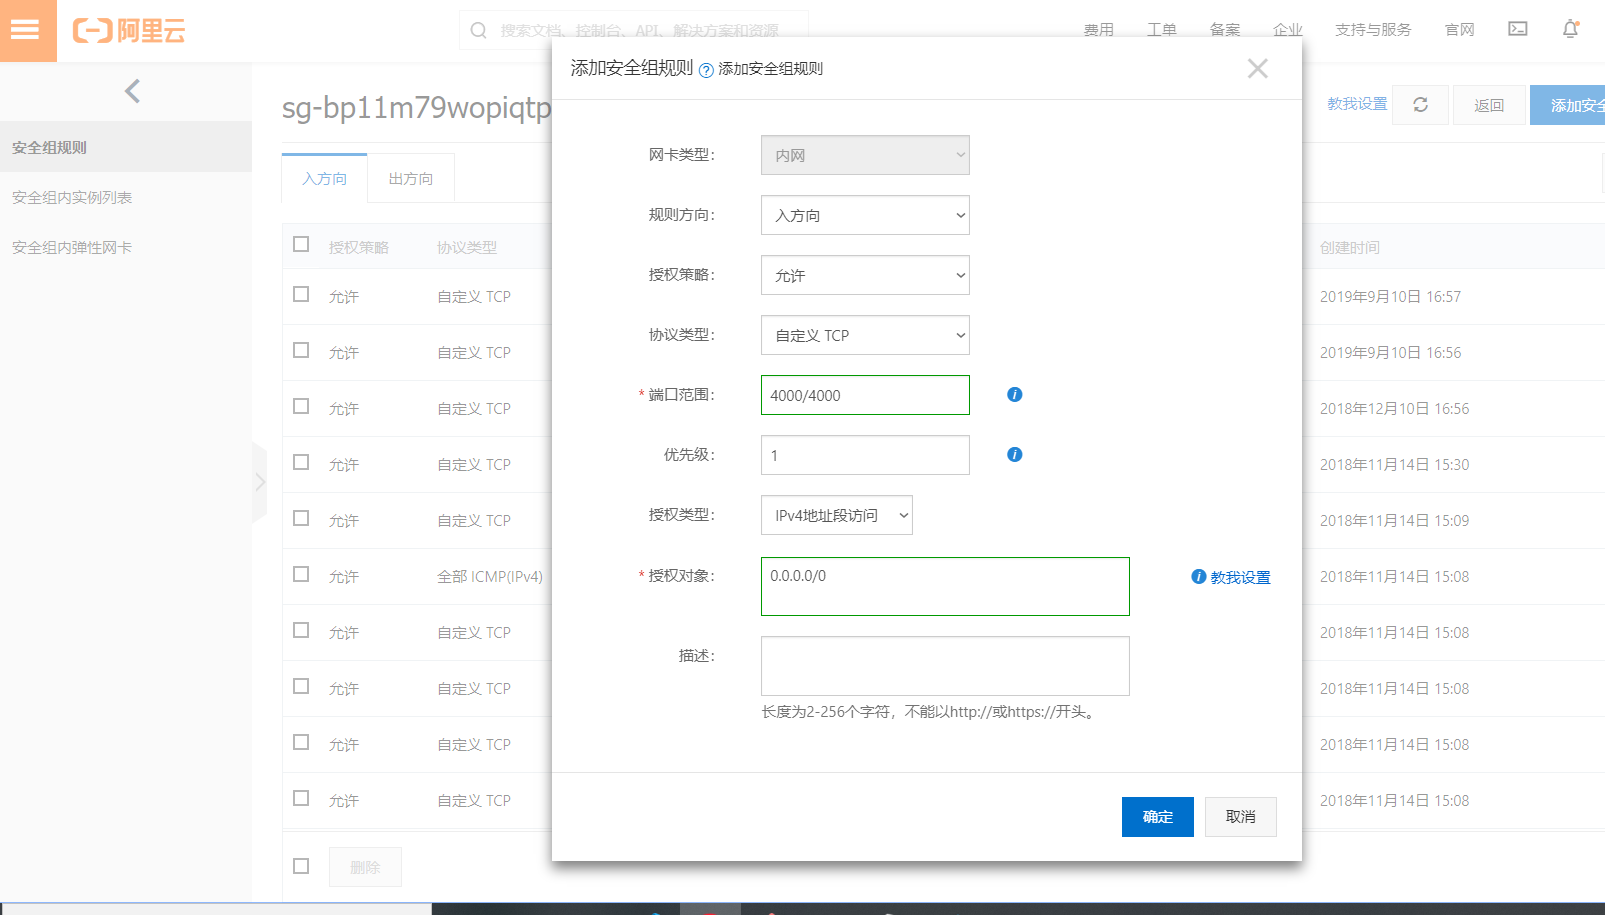 阿里云
搜索文档、控制台、API、解决方案和资源
费用
工单
备案
企业
支持与服务
官网
安全组规则
安全组内实例列表
安全组内弹性网卡
sg-bp11m79wopiqtp
教我设置
返回
添加安全
入方向
出方向
授权策略 协议类型 创建时间
允许 自定义 TCP 2019年9月10日 16:57
允许 自定义 TCP 2019年9月10日 16:56
允许 自定义 TCP 2018年12月10日 16:56
允许 自定义 TCP 2018年11月14日 15:30
允许 自定义 TCP 2018年11月14日 15:09
允许 全部 ICMP(IPv4) 2018年11月14日 15:08
允许 自定义 TCP 2018年11月14日 15:08
允许 自定义 TCP 2018年11月14日 15:08
允许 自定义 TCP 2018年11月14日 15:08
允许 自定义 TCP 2018年11月14日 15:08
删除
添加安全组规则 ? 添加安全组规则
网卡类型: 内网
规则方向: 入方向
授权策略: 允许
协议类型: 自定义 TCP
* 端口范围: 4000/4000
优先级: 1
授权类型: IPv4地址段访问
* 授权对象: 0.0.0.0/0
教我设置
描述:
长度为2-256个字符，不能以http://或https://开头。
确定
取消